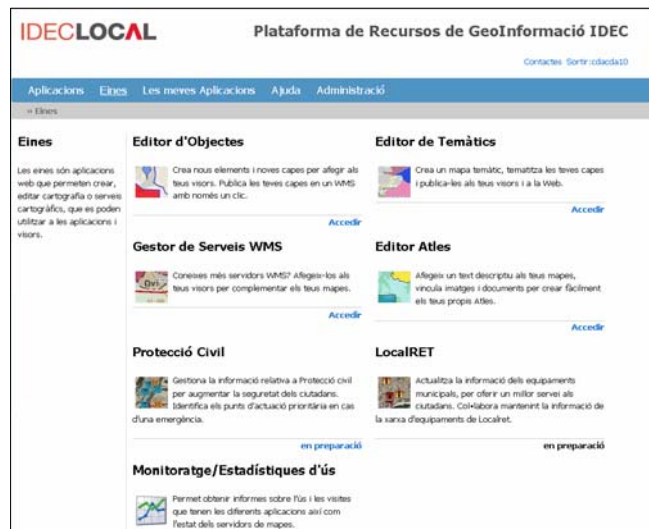 IDECLOCAL
Plataforma de Recursos de GeoInformació IDEC
Contactes Sortir:cdacda10
Aplicacions Eines Les meves Aplicacions Ajuda Administració
» Eines
Eines
Les eines són aplicacions
web que permeten crear,
editar cartografia o serveis
cartogràfics, que es poden
utilitzar a les aplicacions i
visors.
Editor d'Objectes
Crea nous elements i noves capes per afegir als
teus visors. Publica les teves capes en un WMS
amb només un clic.
Accedir
Editor de Temàtics
Crea un mapa temàtic, tematitza les teves capes
i publica-les als teus visors i a la Web.
Accedir
Gestor de Serveis WMS
Coneixes més servidors WMS? Afegeix-los als
teus visors per complementar els teus mapes.
Accedir
Editor Atles
Afegeix un text descriptiu als teus mapes,
vincula imatges i documents per crear fàcilment
els teus propis Atles.
Accedir
Protecció Civil
Gestiona la informació relativa a Protecció civil
per augmentar la seguretat dels ciutadans.
Identifica els punts d'actuació prioritària en cas
d'una emergència.
en preparació
LocalRET
Actualitza la informació dels equipaments
municipals, per oferir un millor servei als
ciutadans. Col•labora mantenint la informació de
la xarxa d'equipaments de Localret.
en preparació
Monitoratge/Estadístiques d'ús
Permet obtenir informes sobre l'ús i les visites
que tenen les diferents aplicacions així com
l'estat dels servidors de mapes.